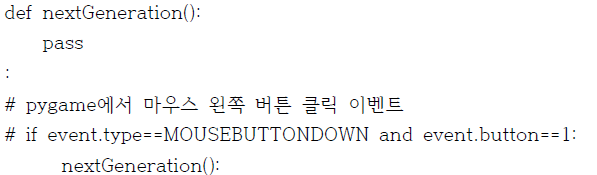 def nextGeneration():
    pass
:
# pygame에서 마우스 왼쪽 버튼 클릭 이벤트
# if event.type==MOUSEBUTTONDOWN and event.button==1:
      nextGeneration():